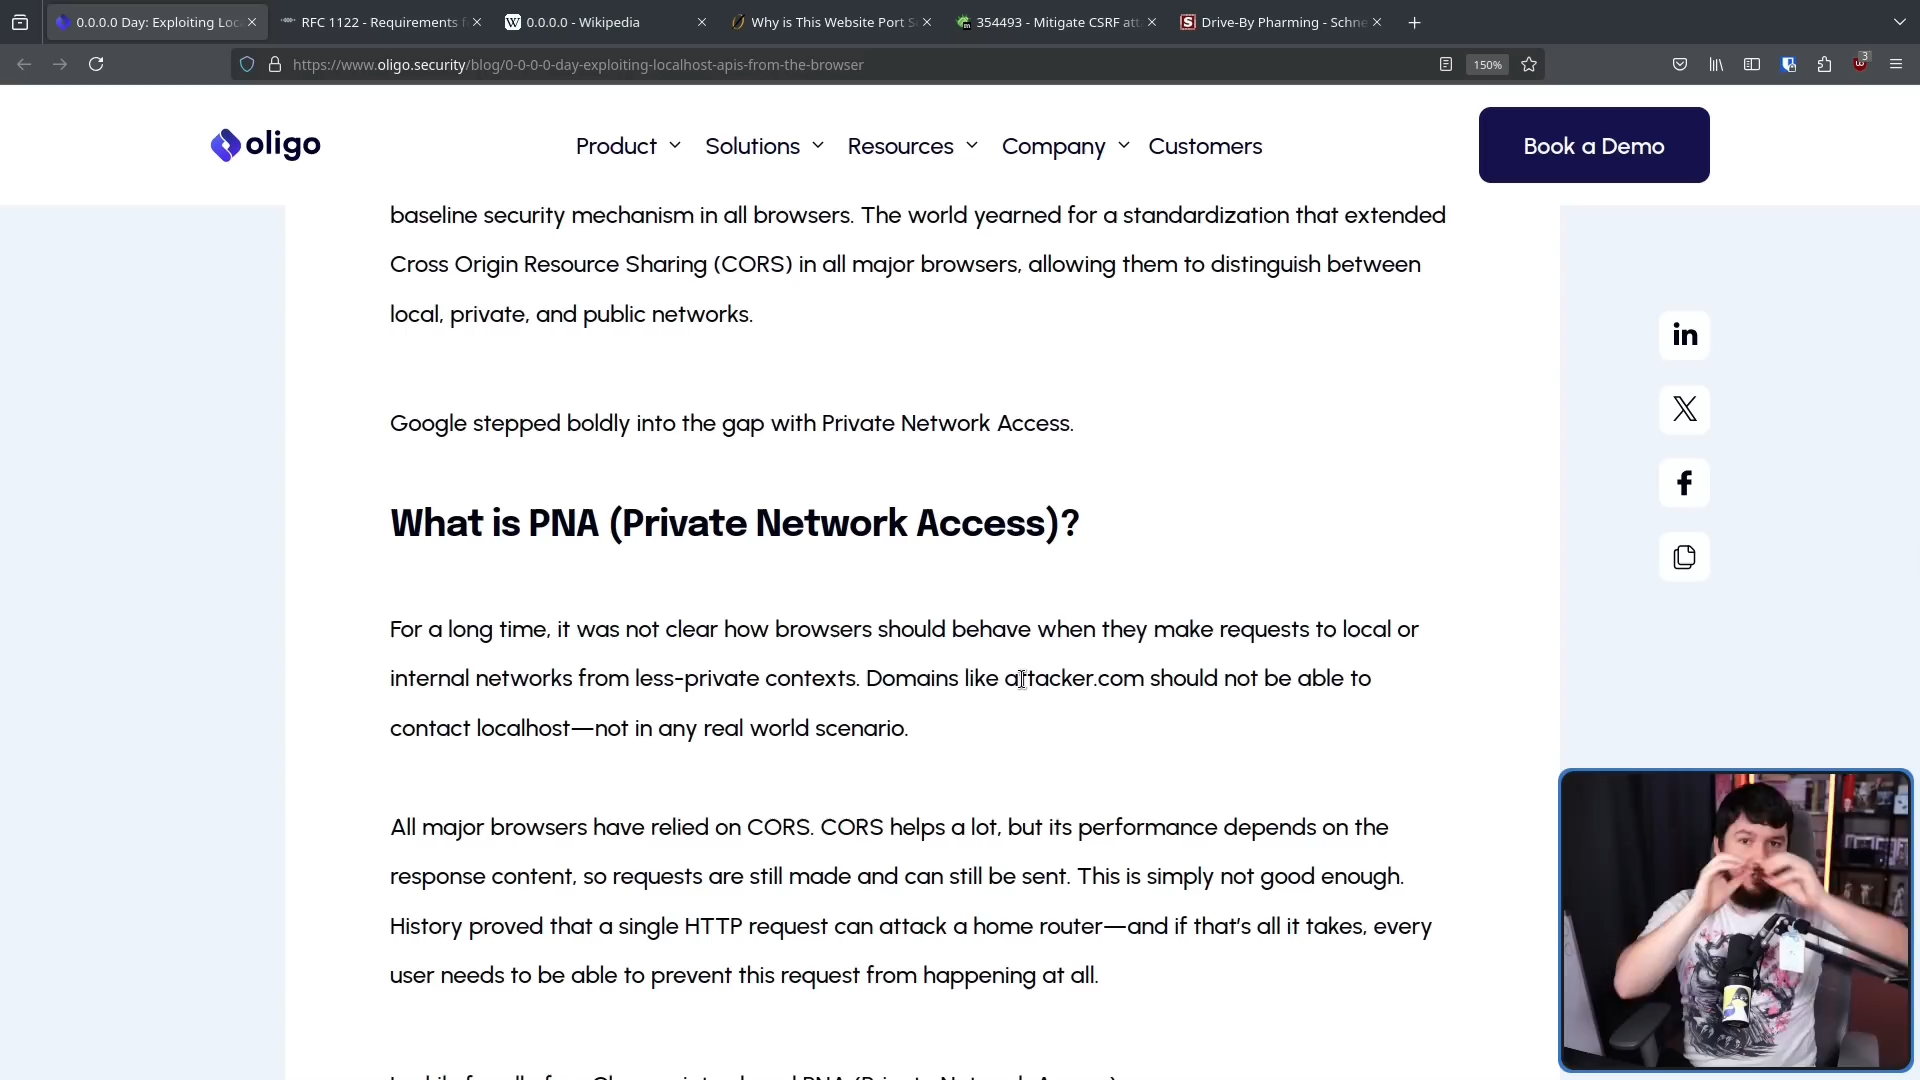 0.0.0.0 Day: Exploiting Loc
RFC 1122 - Requirements f
0.0.0.0 - Wikipedia
Why is This Website Port S
354493 - Mitigate CSRF att
Drive-By Pharming - Schne
https://www.oligo.security/blog/0-0-0-0-day-exploiting-localhost-apis-from-the-browser
150%
3
oligo
Product
Solutions
Resources
Company
Customers
Book a Demo
baseline security mechanism in all browsers. The world yearned for a standardization that extended
Cross Origin Resource Sharing (CORS) in all major browsers, allowing them to distinguish between
local, private, and public networks.
Google stepped boldly into the gap with Private Network Access.
What is PNA (Private Network Access)?
For a long time, it was not clear how browsers should behave when they make requests to local or
internal networks from less-private contexts. Domains like attacker.com should not be able to
contact localhost—not in any real world scenario.
All major browsers have relied on CORS. CORS helps a lot, but its performance depends on the
response content, so requests are still made and can still be sent. This is simply not good enough.
History proved that a single HTTP request can attack a home router—and if that's all it takes, every
user needs to be able to prevent this request from happening at all.